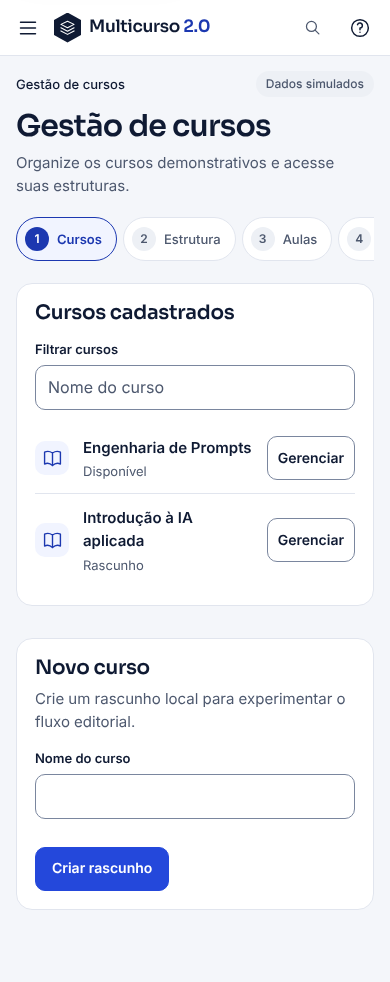 Multicurso 2.0
Gestão de cursos
Dados simulados
Gestão de cursos
Organize os cursos demonstrativos e acesse
suas estruturas.
1 Cursos
2 Estrutura
3 Aulas
4
Cursos cadastrados
Filtrar cursos
Nome do curso
Engenharia de Prompts
Disponível
Gerenciar
Introdução à IA
aplicada
Rascunho
Gerenciar
Novo curso
Crie um rascunho local para experimentar o
fluxo editorial.
Nome do curso
Criar rascunho